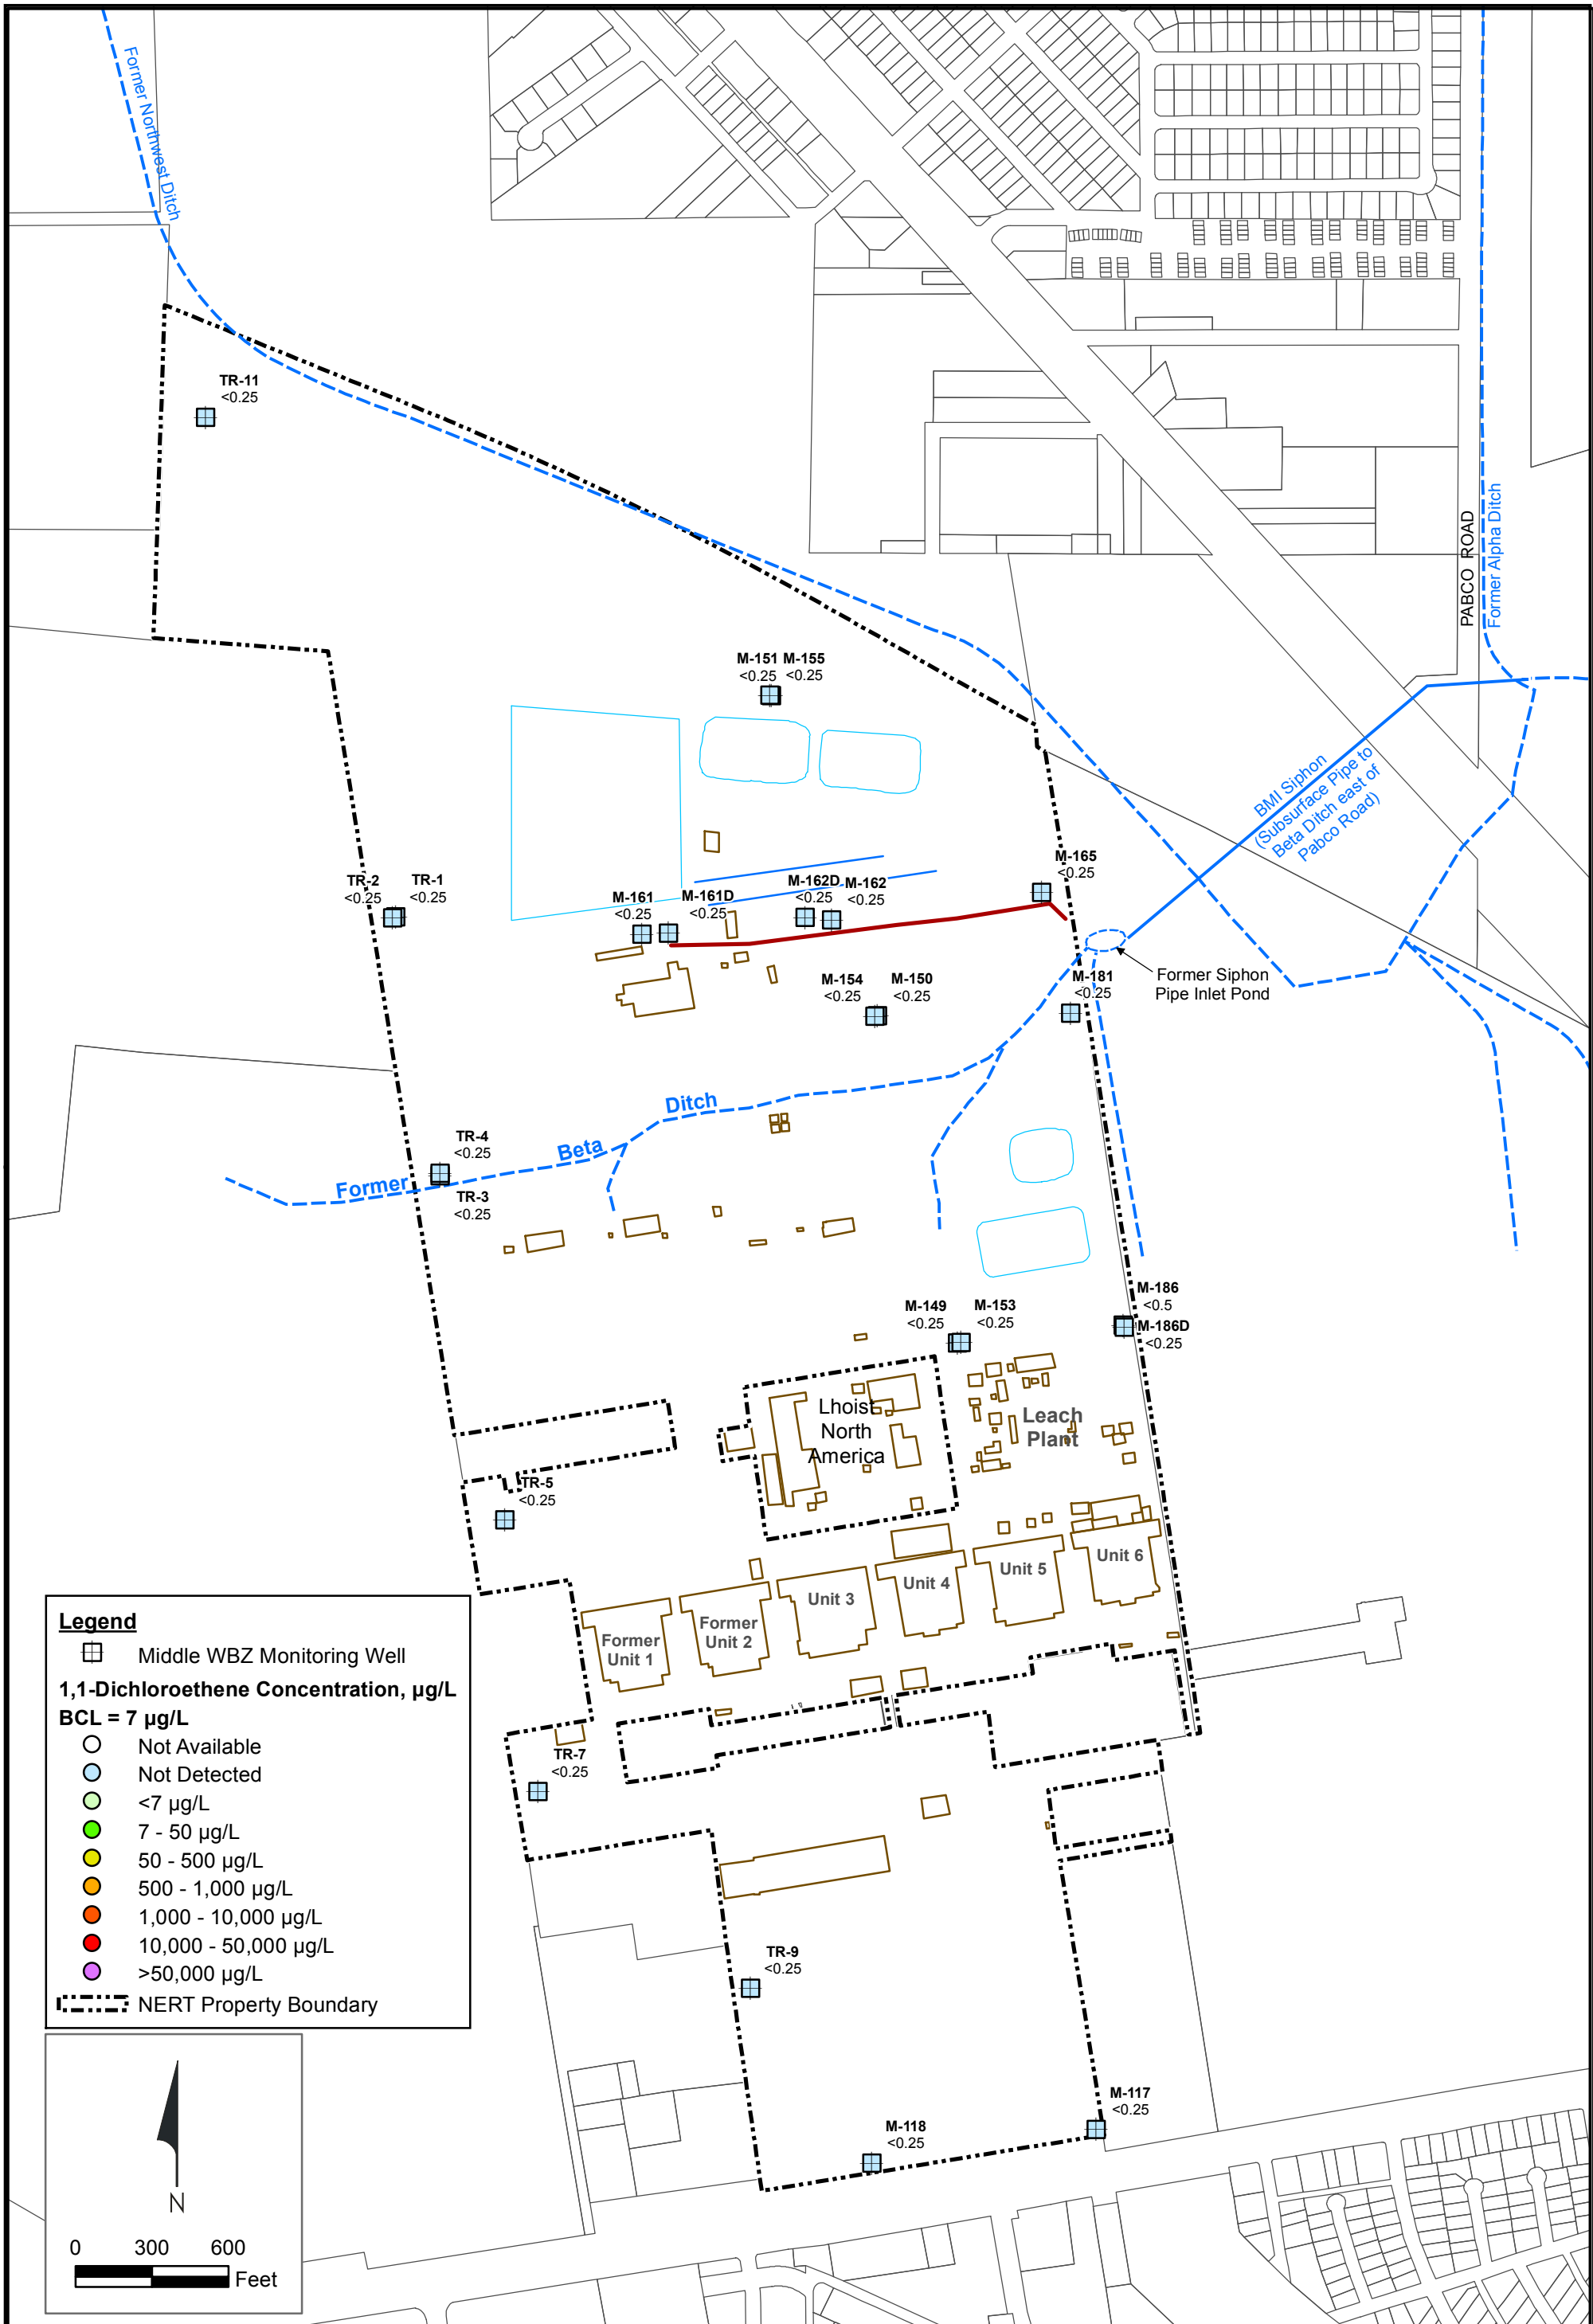 Former Northwest Ditch
TR-11
<0.25
PABCO ROAD
Former Alpha Ditch
M-151 M-155
<0.25 <0.25
BMI Siphon
(Subsurface Pipe to
Beta Ditch east of
Pabco Road)
M-165
<0.25
TR-2 TR-1
<0.25 <0.25
M-161 M-161D
<0.25 <0.25
M-162D M-162
<0.25 <0.25
M-154 M-150
<0.25 <0.25
M-181
<0.25
Former Siphon
Pipe Inlet Pond
Former Beta Ditch
TR-4
<0.25
TR-3
<0.25
M-149 M-153
<0.25 <0.25
M-186
<0.5
M-186D
<0.25
Lhoist
North
America
Leach
Plant
TR-5
<0.25
Former
Unit 1
Former
Unit 2
Unit 3
Unit 4
Unit 5
Unit 6
TR-7
<0.25
TR-9
<0.25
M-118
<0.25
M-117
<0.25
Legend
Middle WBZ Monitoring Well
1,1-Dichloroethene Concentration, µg/L
BCL = 7 µg/L
Not Available
Not Detected
<7 µg/L
7 - 50 µg/L
50 - 500 µg/L
500 - 1,000 µg/L
1,000 - 10,000 µg/L
10,000 - 50,000 µg/L
>50,000 µg/L
NERT Property Boundary
N
0 300 600
Feet